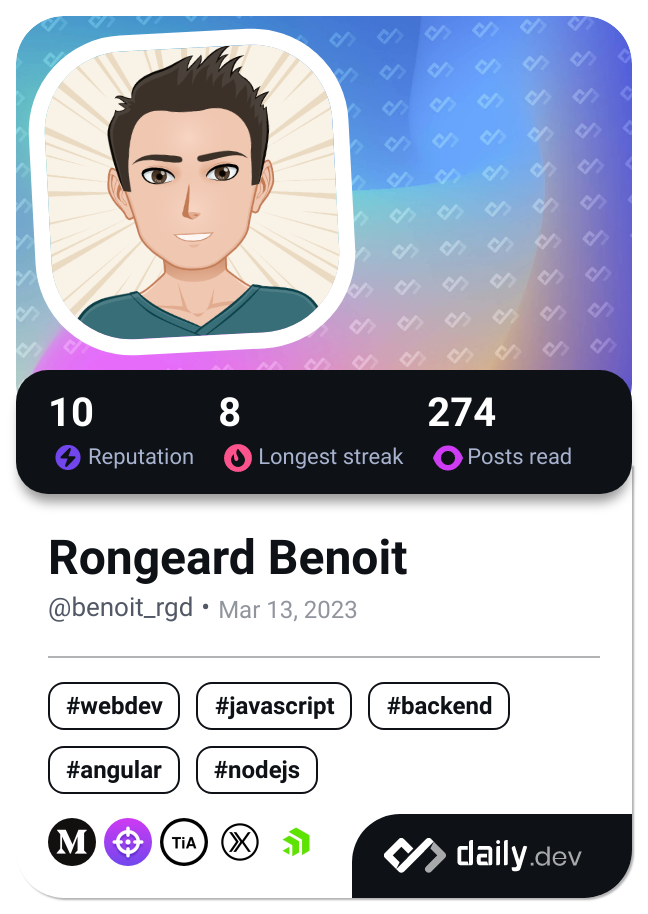 10 8 274
Reputation Longest streak Posts read
Rongeard Benoit
@benoit_rgd • Mar 13, 2023
#webdev #javascript #backend
#angular #nodejs
M TiA daily.dev